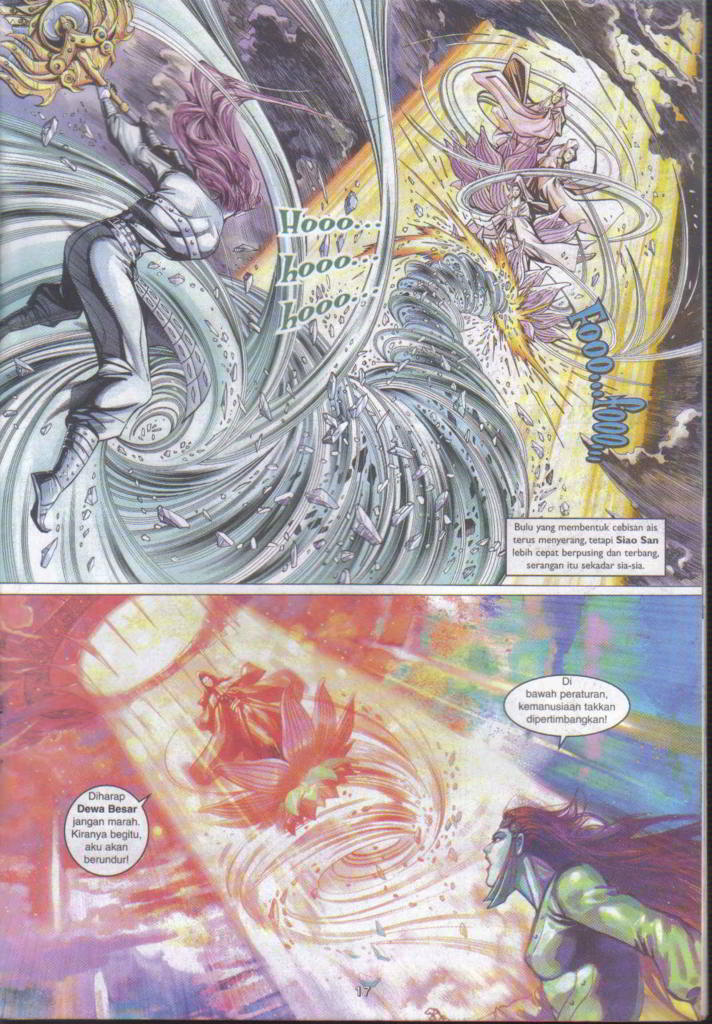 Hooo...
hooo...
hooo...
Fooo...fooo...
Bulu yang membentuk cebisan ais
terus menyerang, tetapi Siao San
lebih cepat berpusing dan terbang,
serangan itu sekadar sia-sia.
Di
bawah peraturan,
kemanusiaan takkan
dipertimbangkan!
Diharap
Dewa Besar
jangan marah.
Kiranya begitu,
aku akan
berundur!
17